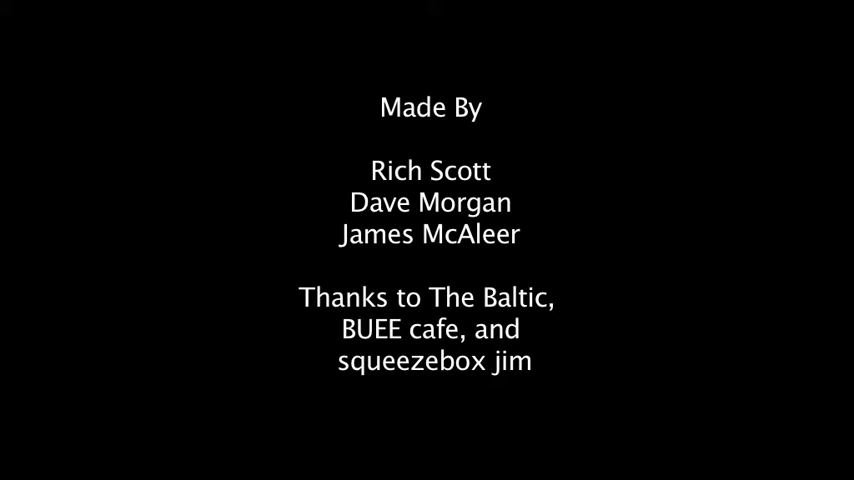 Made By
Rich Scott
Dave Morgan
James McAleer
Thanks to The Baltic,
BUEE cafe, and
squeezebox jim